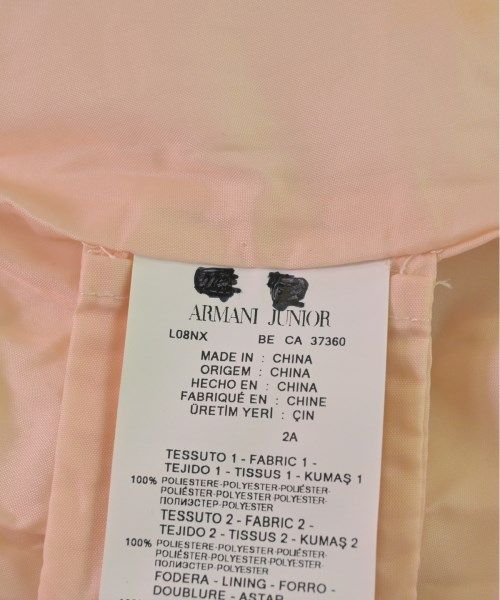 ARMANI JUNIOR
L08NX BE CA 37360
MADE IN : CHINA
ORIGEM : CHINA
HECHO EN : CHINA
FABRIQUÉ EN : CHINE
ÜRETİM YERİ : ÇIN
2A
TESSUTO 1 - FABRIC 1 -
TEJIDO 1 - TISSUS 1 - KUMAŞ 1
100% POLIESTERE-POLYESTER-POLIÉSTER-
POLIÉSTER-POLYESTER-POLYESTER-
ПОЛИЭСТЕР-POLYESTER
TESSUTO 2 - FABRIC 2 -
TEJIDO 2 - TISSUS 2 - KUMAŞ 2
100% POLIESTERE-POLYESTER-POLIÉSTER-
POLIÉSTER-POLYESTER-POLYESTER-
ПОЛИЭСТЕР-POLYESTER
FODERA - LINING - FORRO -
DOUBLURE - ASTAR